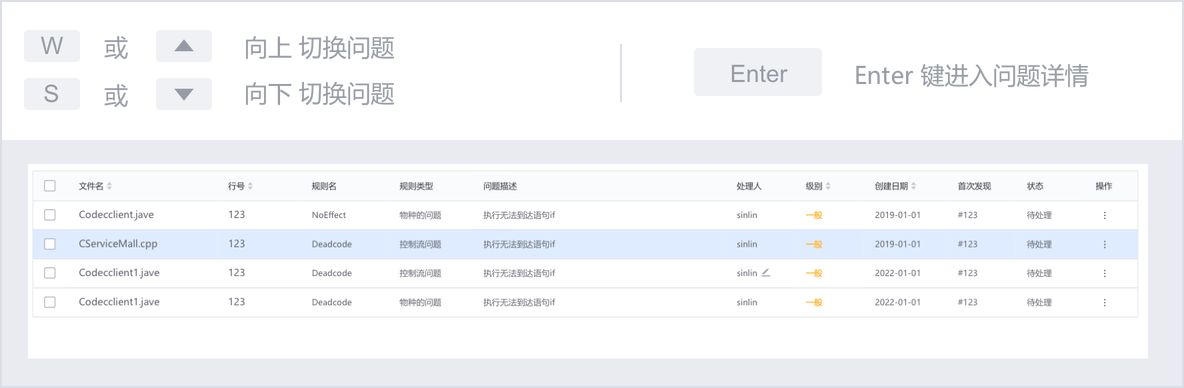 W 或 ▲ 向上 切换问题
S 或 ▼ 向下 切换问题
Enter Enter 键进入问题详情
文件名 行号 规则名 规则类型 问题描述 处理人 级别 创建日期 首次发现 状态 操作
Codecclient.jave 123 NoEffect 物种的问题 执行无法到达语句if sinlin 一般 2019-01-01 #123 待处理
CServiceMall.cpp 123 Deadcode 控制流问题 执行无法到达语句if sinlin 一般 2019-01-01 #123 待处理
Codecclient1.jave 123 Deadcode 控制流问题 执行无法到达语句if sinlin 一般 2022-01-01 #123 待处理
Codecclient1.jave 123 Deadcode 物种的问题 执行无法到达语句if sinlin 一般 2022-01-01 #123 待处理